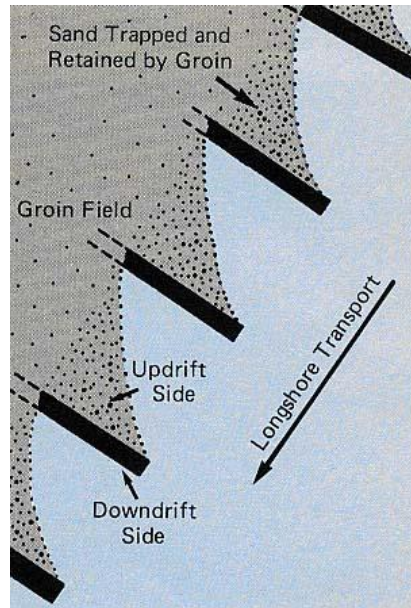 Sand Trapped and
Retained by Groin
Groin Field
Longshore Transport
Updrift
Side
Downdrift
Side